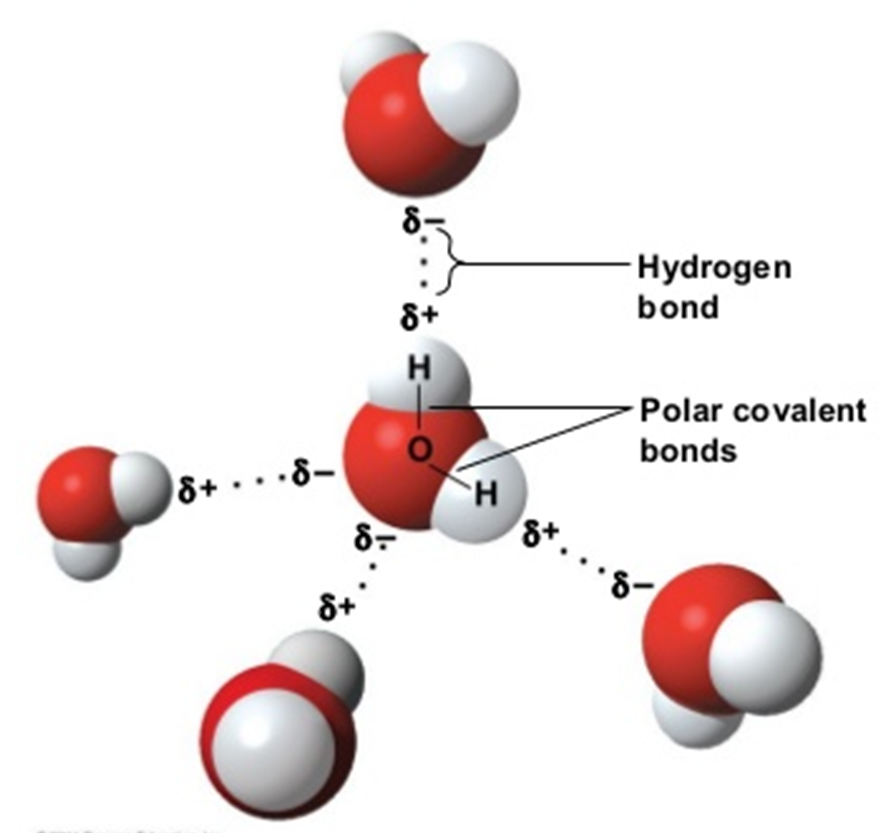 δ−
Hydrogen
bond
δ+
H
Polar covalent
bonds
O
δ+
δ−
H
δ−
δ+
δ−
δ+